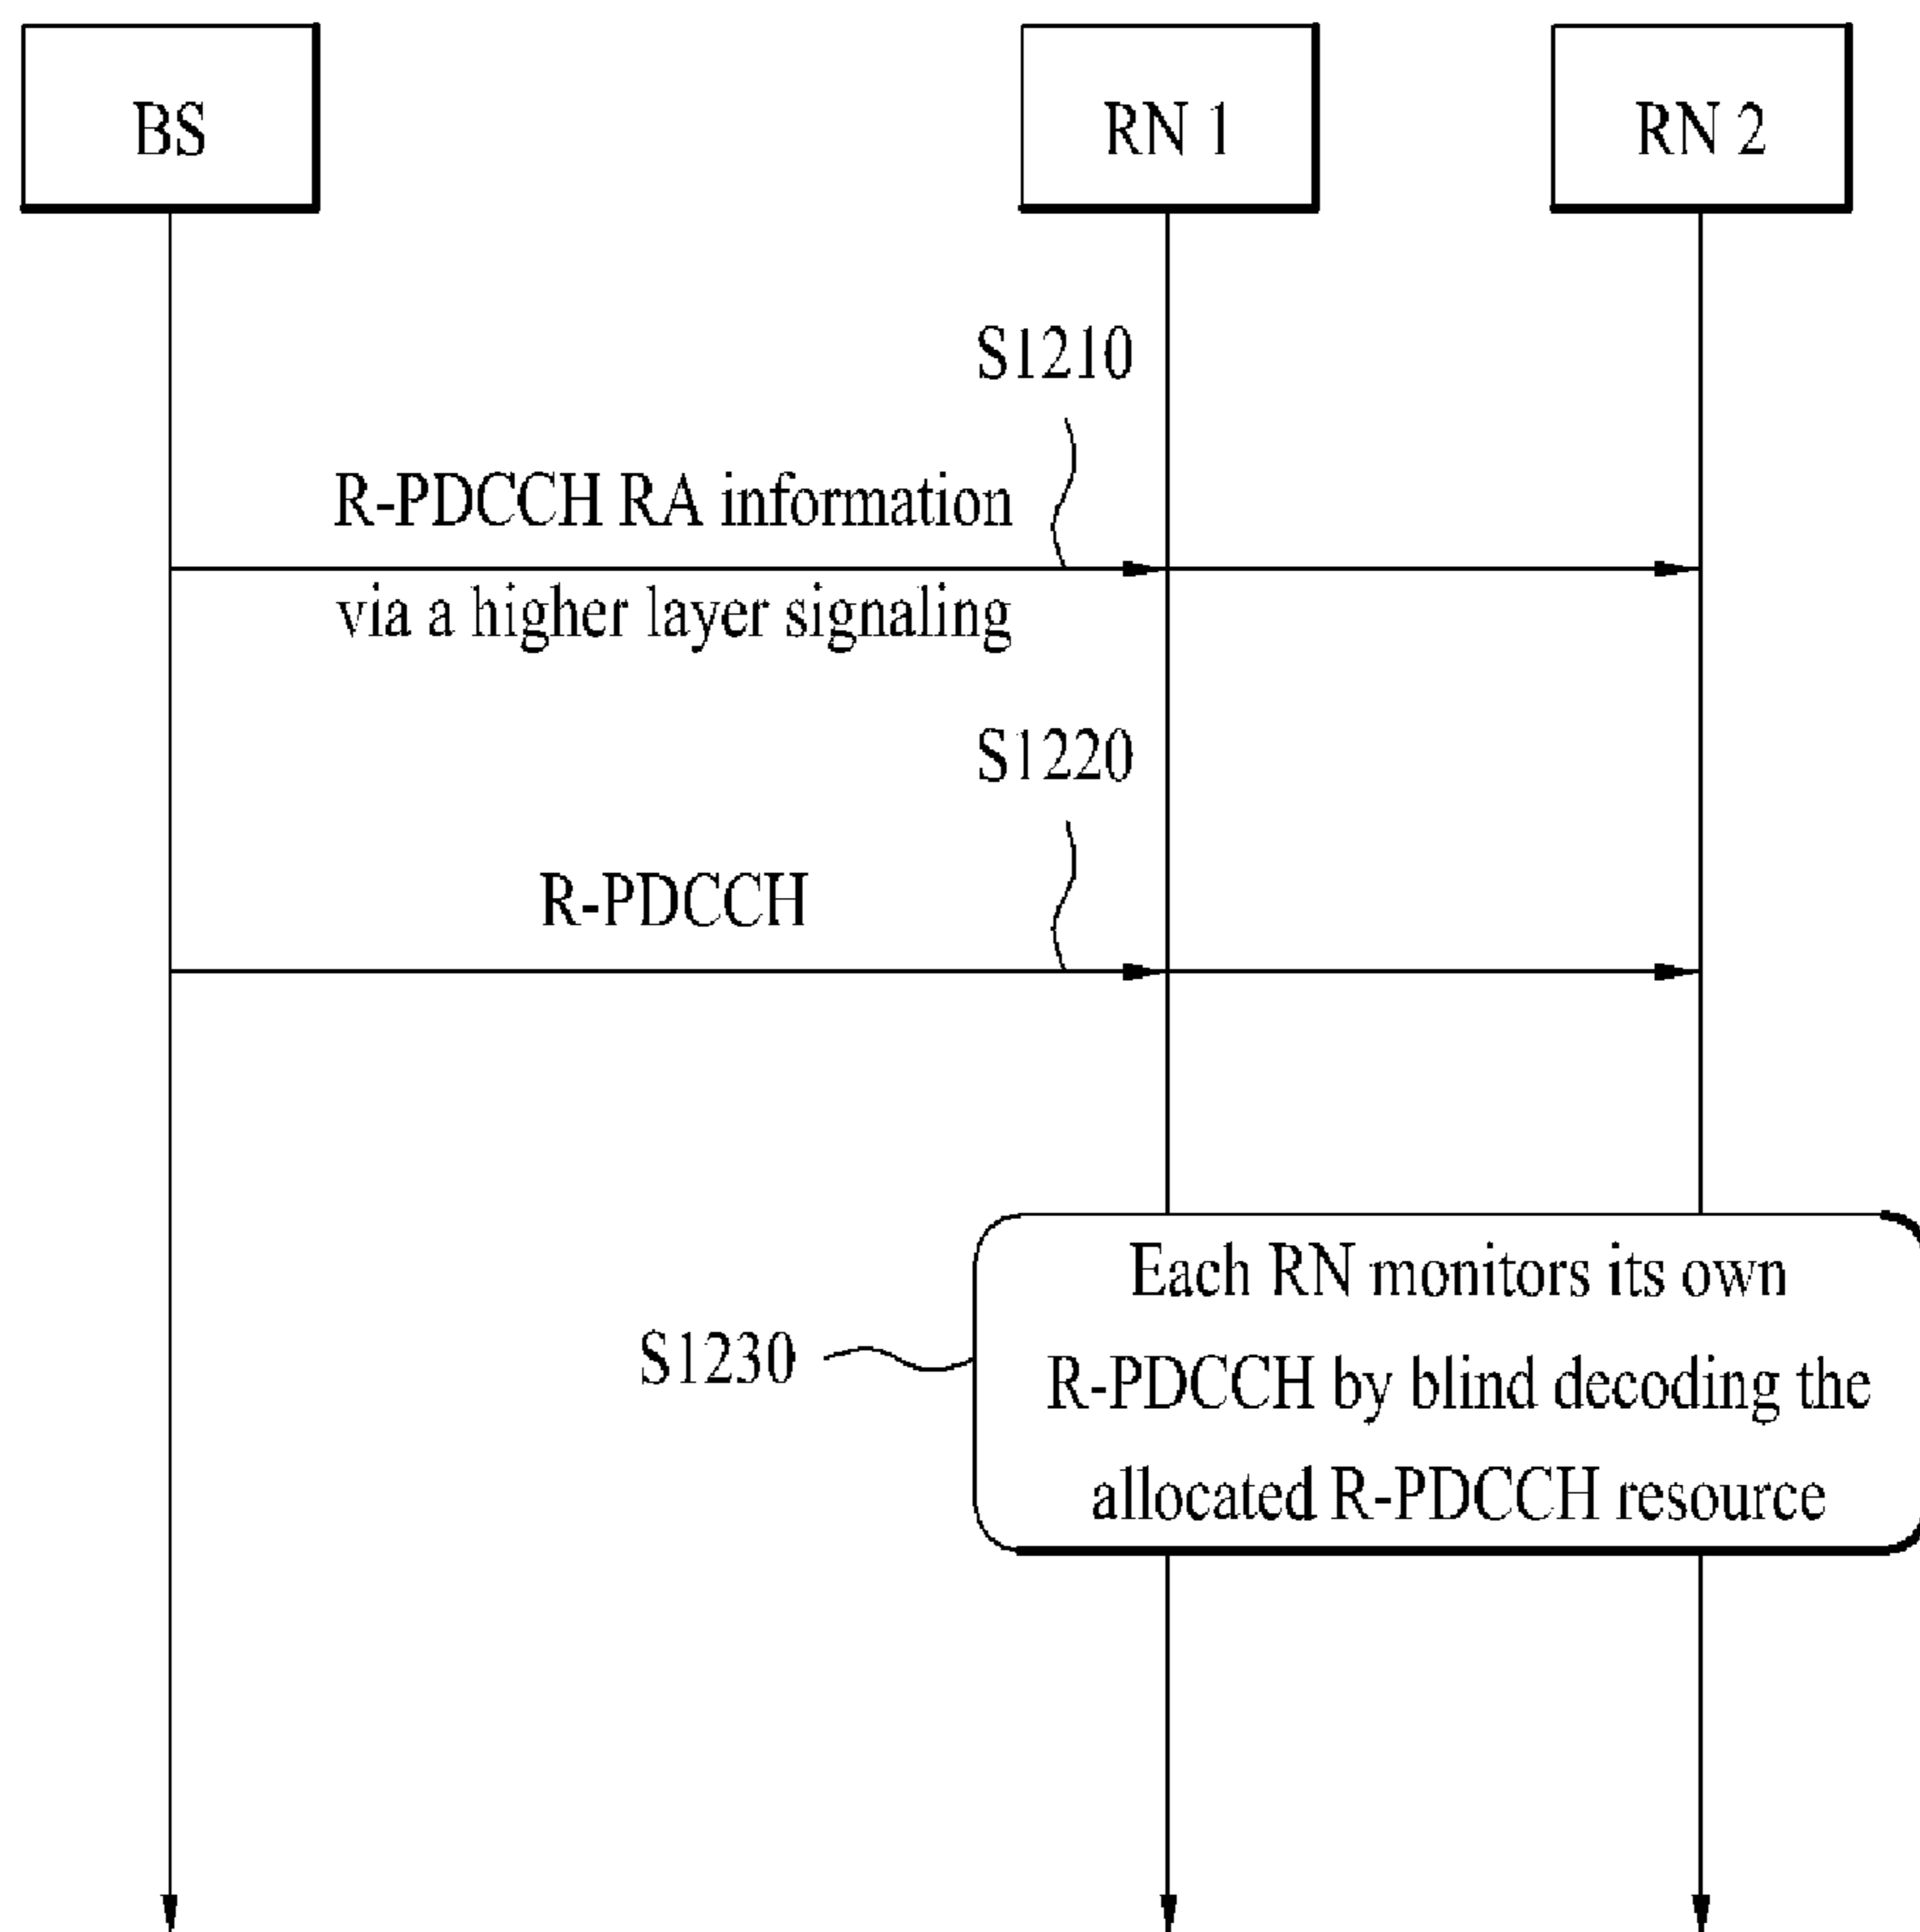 BS
RN 1
RN 2
S1210
R-PDCCH RA information
via a higher layer signaling
S1220
R-PDCCH
Each RN monitors its own
S1230
R-PDCCH by blind decoding the
allocated R-PDCCH resource